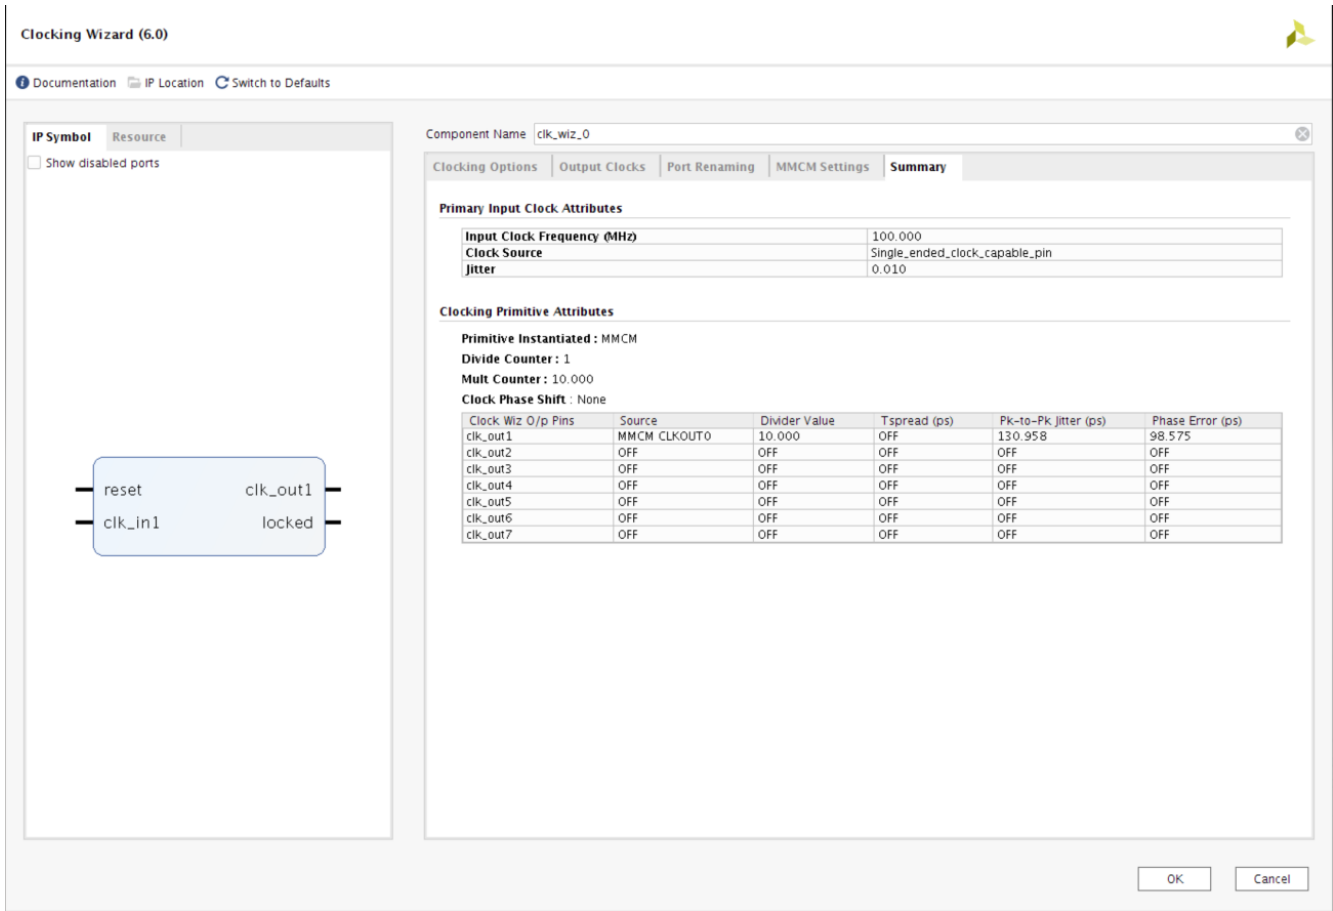 Clocking Wizard (6.0)
Documentation IP Location Switch to Defaults
IP Symbol Resource
Show disabled ports
reset clk_out1
clk_in1 locked
Component Name clk_wiz_0
Clocking Options Output Clocks Port Renaming MMCM Settings Summary
Primary Input Clock Attributes
Input Clock Frequency (MHz) 100.000
Clock Source Single_ended_clock_capable_pin
Jitter 0.010
Clocking Primitive Attributes
Primitive Instantiated : MMCM
Divide Counter : 1
Mult Counter : 10.000
Clock Phase Shift : None
Clock Wiz O/p Pins Source Divider Value Tspread (ps) Pk-to-Pk Jitter (ps) Phase Error (ps)
clk_out1 MMCM CLKOUT0 10.000 OFF 130.958 98.575
clk_out2 OFF OFF OFF OFF OFF
clk_out3 OFF OFF OFF OFF OFF
clk_out4 OFF OFF OFF OFF OFF
clk_out5 OFF OFF OFF OFF OFF
clk_out6 OFF OFF OFF OFF OFF
clk_out7 OFF OFF OFF OFF OFF
OK Cancel